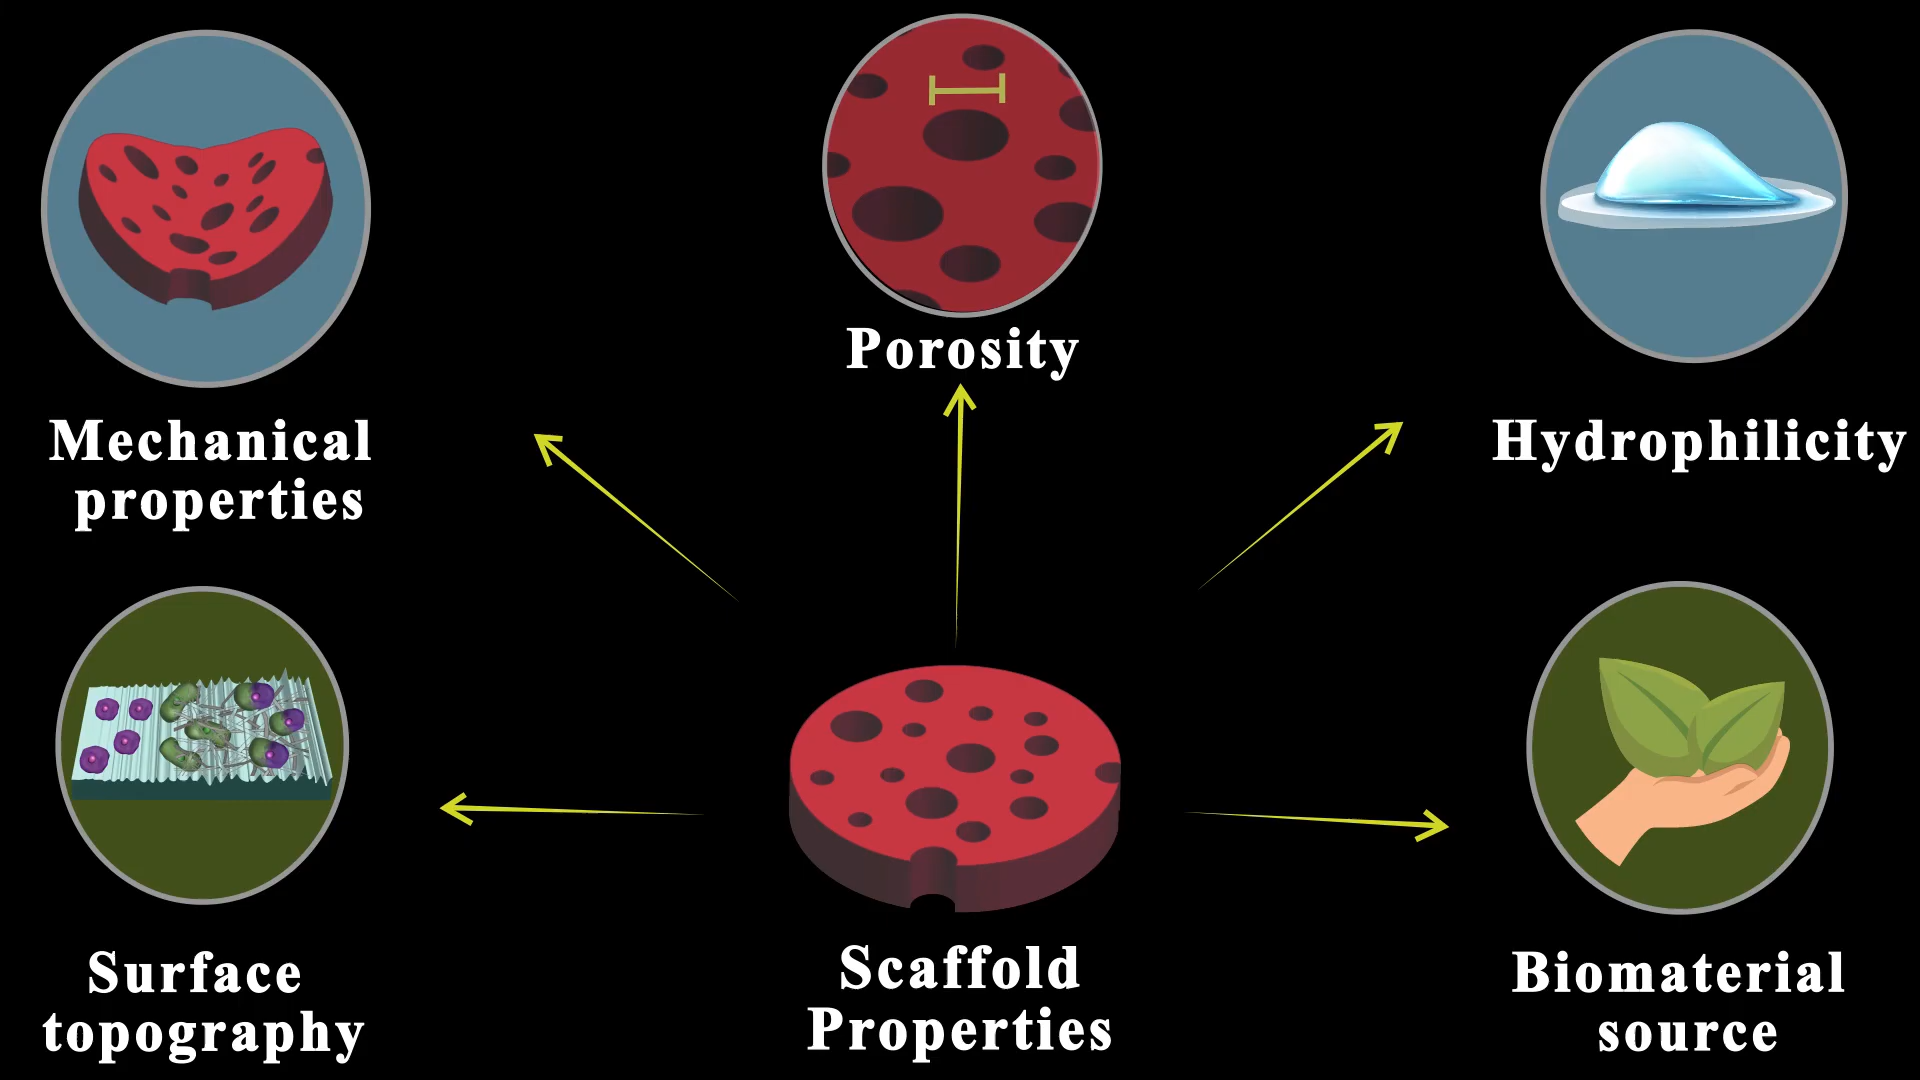 Porosity
Mechanical
properties
Hydrophilicity
Surface
topography
Scaffold
Properties
Biomaterial
source